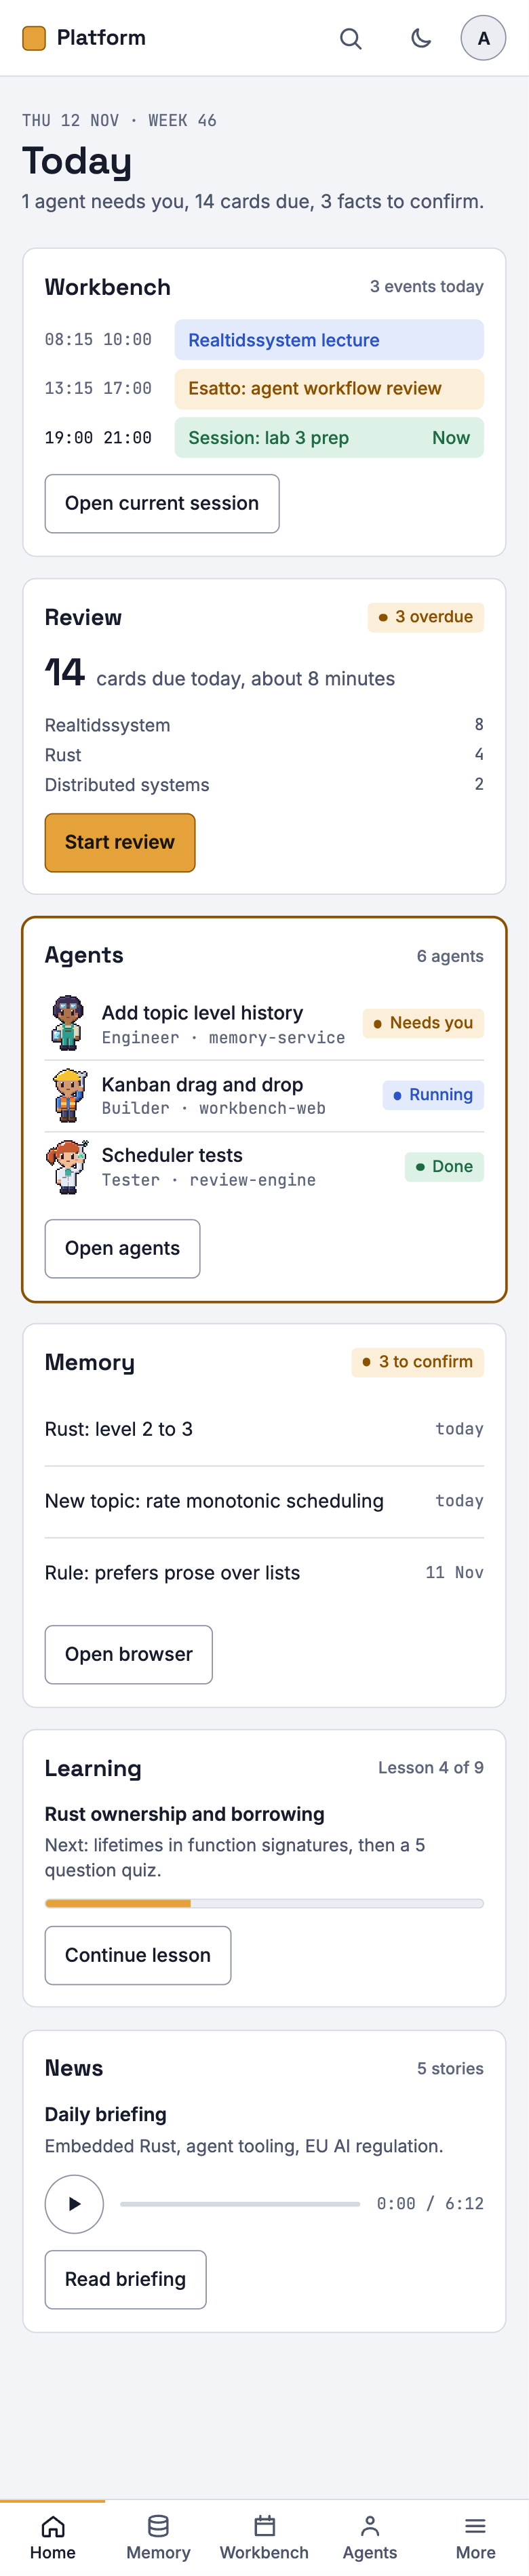 Platform
A
THU 12 NOV · WEEK 46
Today
1 agent needs you, 14 cards due, 3 facts to confirm.
Workbench 3 events today
08:15 10:00 Realtidssystem lecture
13:15 17:00 Esatto: agent workflow review
19:00 21:00 Session: lab 3 prep Now
Open current session
Review 3 overdue
14 cards due today, about 8 minutes
Realtidssystem 8
Rust 4
Distributed systems 2
Start review
Agents 6 agents
Add topic level history Needs you
Engineer · memory-service
Kanban drag and drop Running
Builder · workbench-web
Scheduler tests Done
Tester · review-engine
Open agents
Memory 3 to confirm
Rust: level 2 to 3 today
New topic: rate monotonic scheduling today
Rule: prefers prose over lists 11 Nov
Open browser
Learning Lesson 4 of 9
Rust ownership and borrowing
Next: lifetimes in function signatures, then a 5
question quiz.
Continue lesson
News 5 stories
Daily briefing
Embedded Rust, agent tooling, EU AI regulation.
0:00 / 6:12
Read briefing
Home Memory Workbench Agents More